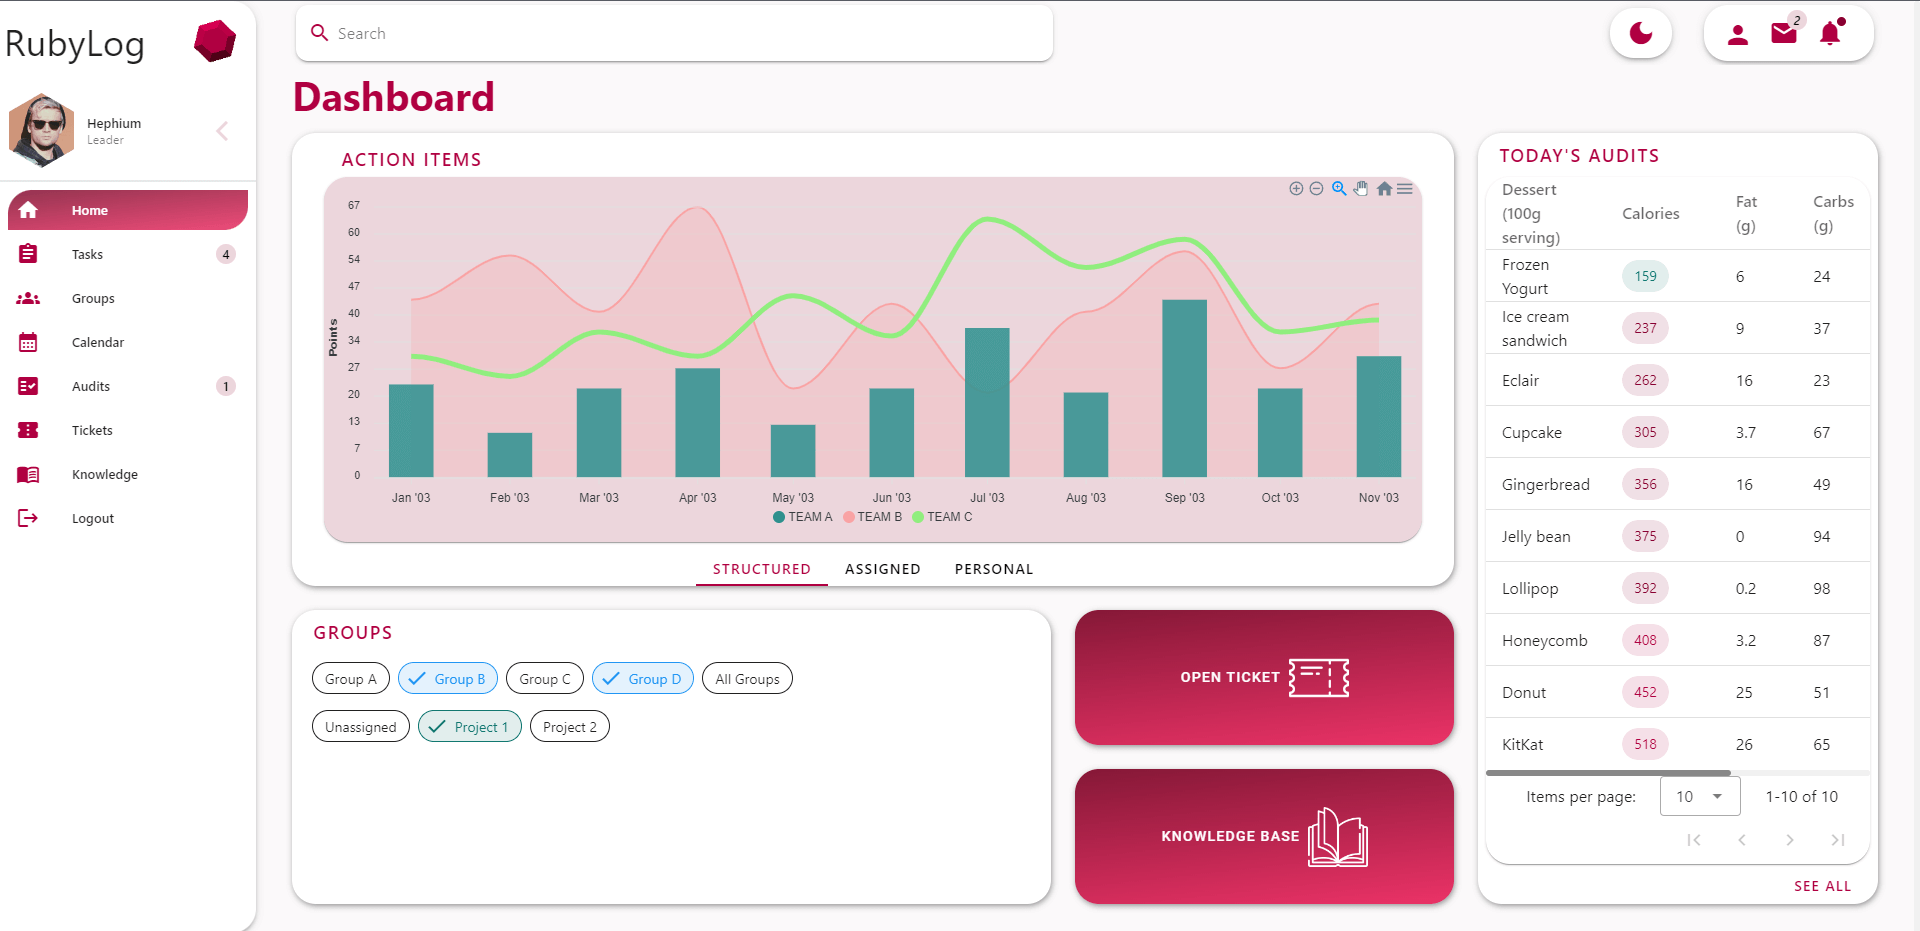 RubyLog
Search
2
Hephium
Leader
Home
Tasks 4
Groups
Calendar
Audits 1
Tickets
Knowledge
Logout
Dashboard
ACTION ITEMS
Points
67
60
54
47
40
34
27
20
13
7
0
Jan '03 Feb '03 Mar '03 Apr '03 May '03 Jun '03 Jul '03 Aug '03 Sep '03 Oct '03 Nov '03
TEAM A TEAM B TEAM C
STRUCTURED ASSIGNED PERSONAL
GROUPS
Group A Group B Group C Group D All Groups
Unassigned Project 1 Project 2
OPEN TICKET
KNOWLEDGE BASE
TODAY'S AUDITS
Dessert
(100g
serving)
Calories
Fat
(g)
Carbs
(g)
Frozen
Yogurt
159 6 24
Ice cream
sandwich
237 9 37
Eclair 262 16 23
Cupcake 305 3.7 67
Gingerbread 356 16 49
Jelly bean 375 0 94
Lollipop 392 0.2 98
Honeycomb 408 3.2 87
Donut 452 25 51
KitKat 518 26 65
Items per page: 10 1-10 of 10
SEE ALL